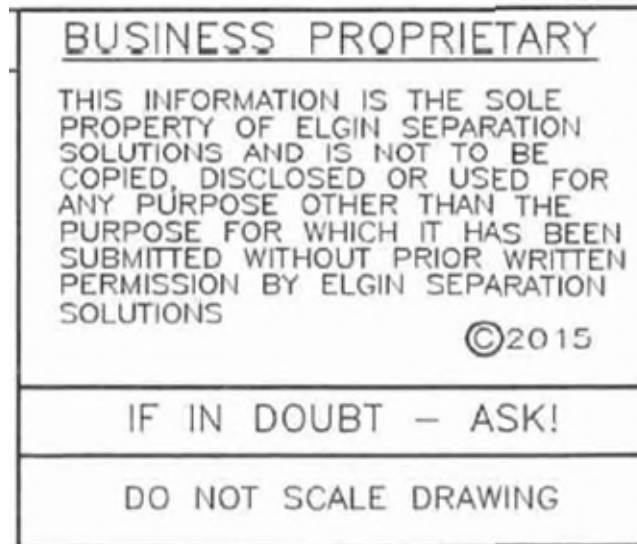 BUSINESS PROPRIETARY
THIS INFORMATION IS THE SOLE
PROPERTY OF ELGIN SEPARATION
SOLUTIONS AND IS NOT TO BE
COPIED, DISCLOSED OR USED FOR
ANY PURPOSE OTHER THAN THE
PURPOSE FOR WHICH IT HAS BEEN
SUBMITTED WITHOUT PRIOR WRITTEN
PERMISSION BY ELGIN SEPARATION
SOLUTIONS
©2015
IF IN DOUBT – ASK!
DO NOT SCALE DRAWING